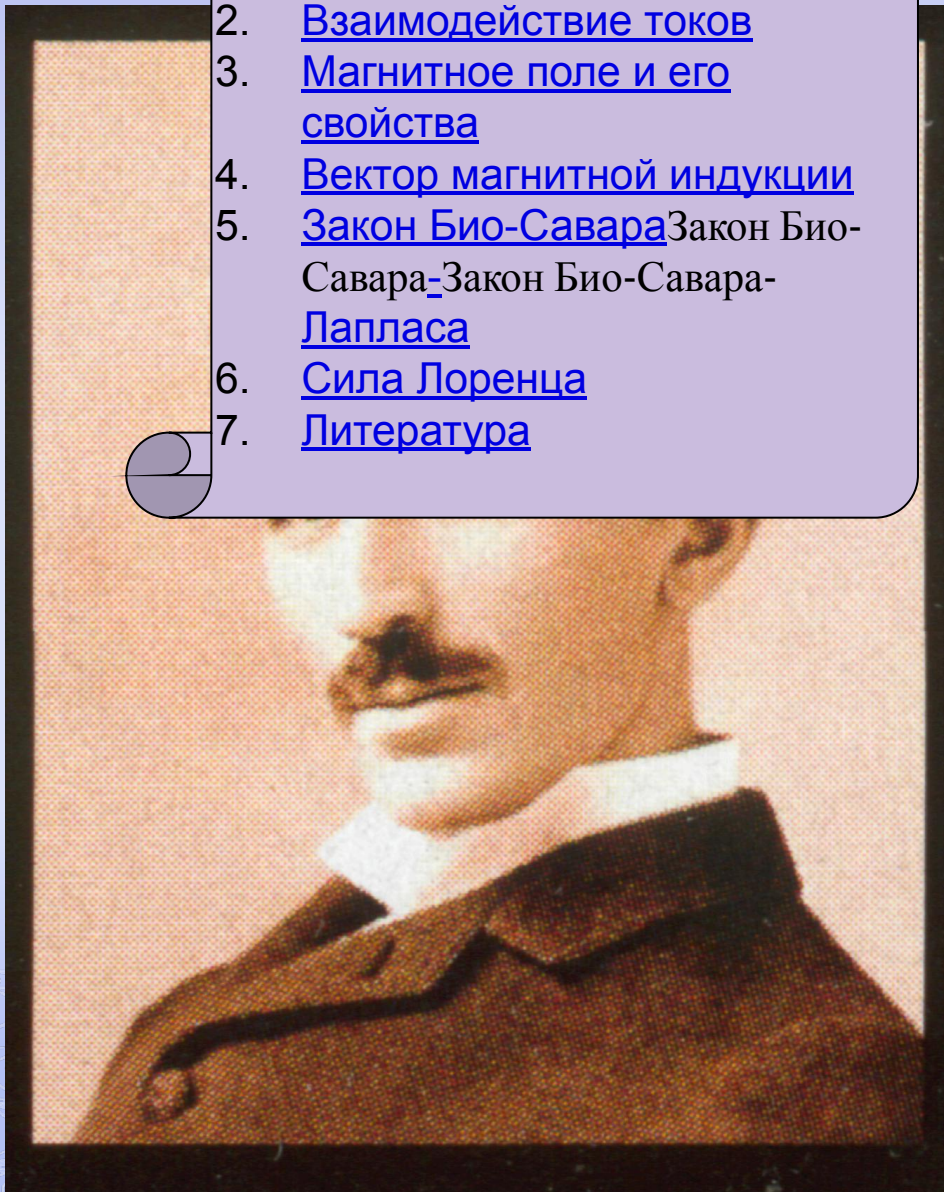 2. Взаимодействие токов
3. Магнитное поле и его
свойства
4. Вектор магнитной индукции
5. Закон Био-СавараЗакон Био-
Савара-Закон Био-Савара-
Лапласа
6. Сила Лоренца
7. Литература